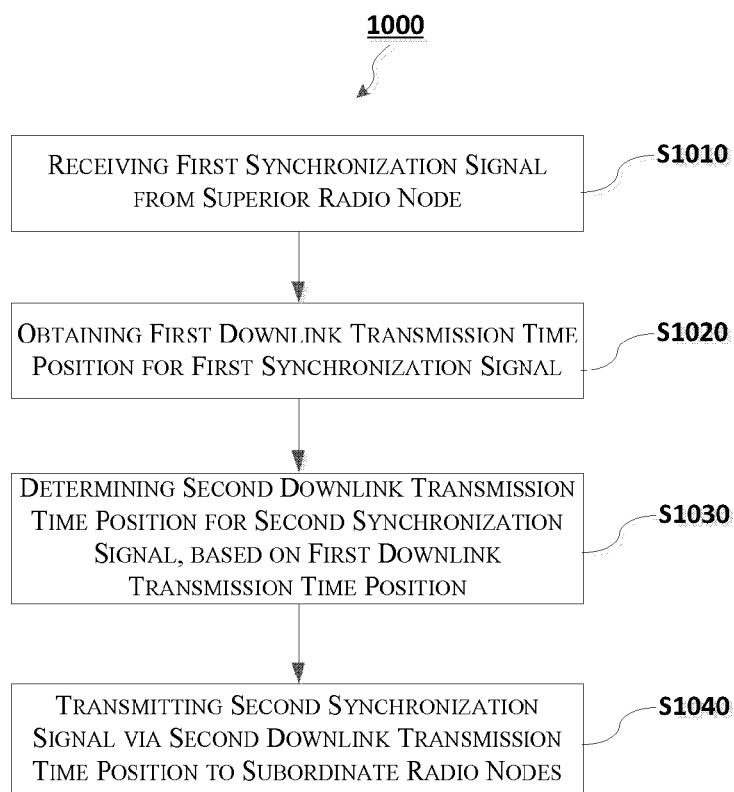 1000
RECEIVING FIRST SYNCHRONIZATION SIGNAL
FROM SUPERIOR RADIO NODE
S1010
OBTAINING FIRST DOWNLINK TRANSMISSION TIME
POSITION FOR FIRST SYNCHRONIZATION SIGNAL
S1020
DETERMINING SECOND DOWNLINK TRANSMISSION
TIME POSITION FOR SECOND SYNCHRONIZATION
SIGNAL, BASED ON FIRST DOWNLINK
TRANSMISSION TIME POSITION
S1030
TRANSMITTING SECOND SYNCHRONIZATION
SIGNAL VIA SECOND DOWNLINK TRANSMISSION
TIME POSITION TO SUBORDINATE RADIO NODES
S1040